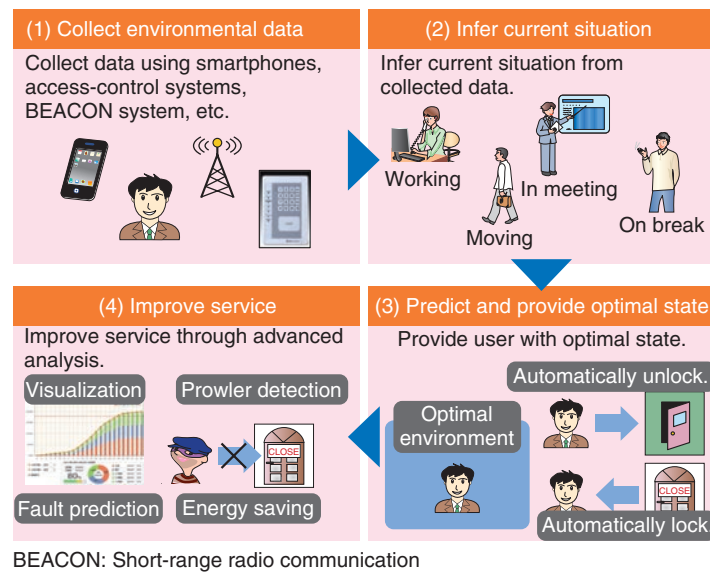 (1) Collect environmental data
Collect data using smartphones,
access-control systems,
BEACON system, etc.
(2) Infer current situation
Infer current situation from
collected data.
Working
In meeting
Moving
On break
(3) Predict and provide optimal state
Provide user with optimal state.
Automatically unlock.
Optimal
environment
CLOSE
Automatically lock
(4) Improve service
Improve service through advanced
analysis.
Visualization
Prowler detection
CLOSE
Fault prediction
Energy saving
BEACON: Short-range radio communication